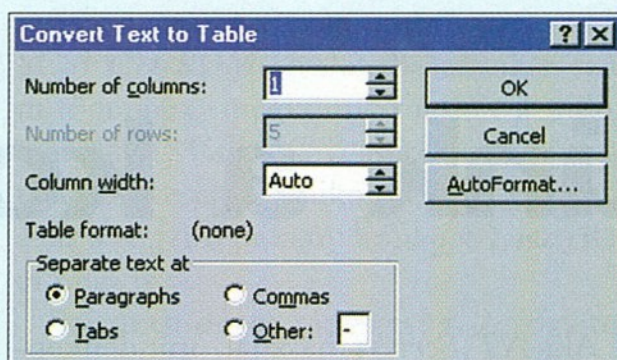 Convert Text to Table
Number of columns: 1
OK
Number of rows: 5
Cancel
Column width: Auto
AutoFormat...
Table format: (none)
Separate text at
Paragraphs Commas
Tabs Other: -